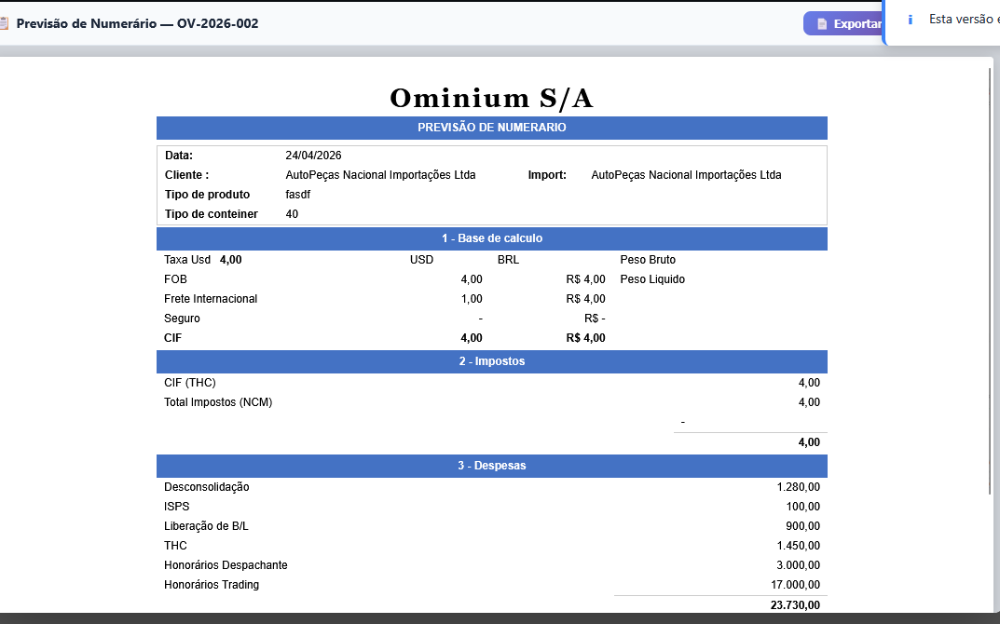 Previsão de Numerário — OV-2026-002
Exportar
Esta versão
Ominium S/A
PREVISÃO DE NUMERARIO
Data: 24/04/2026
Cliente : AutoPeças Nacional Importações Ltda Import: AutoPeças Nacional Importações Ltda
Tipo de produto fasdf
Tipo de conteiner 40
1 - Base de calculo
Taxa Usd 4,00 USD BRL Peso Bruto
FOB 4,00 R$ 4,00 Peso Liquido
Frete Internacional 1,00 R$ 4,00
Seguro - R$ -
CIF 4,00 R$ 4,00
2 - Impostos
CIF (THC) 4,00
Total Impostos (NCM) 4,00
-
4,00
3 - Despesas
Desconsolidação 1.280,00
ISPS 100,00
Liberação de B/L 900,00
THC 1.450,00
Honorários Despachante 3.000,00
Honorários Trading 17.000,00
23.730,00